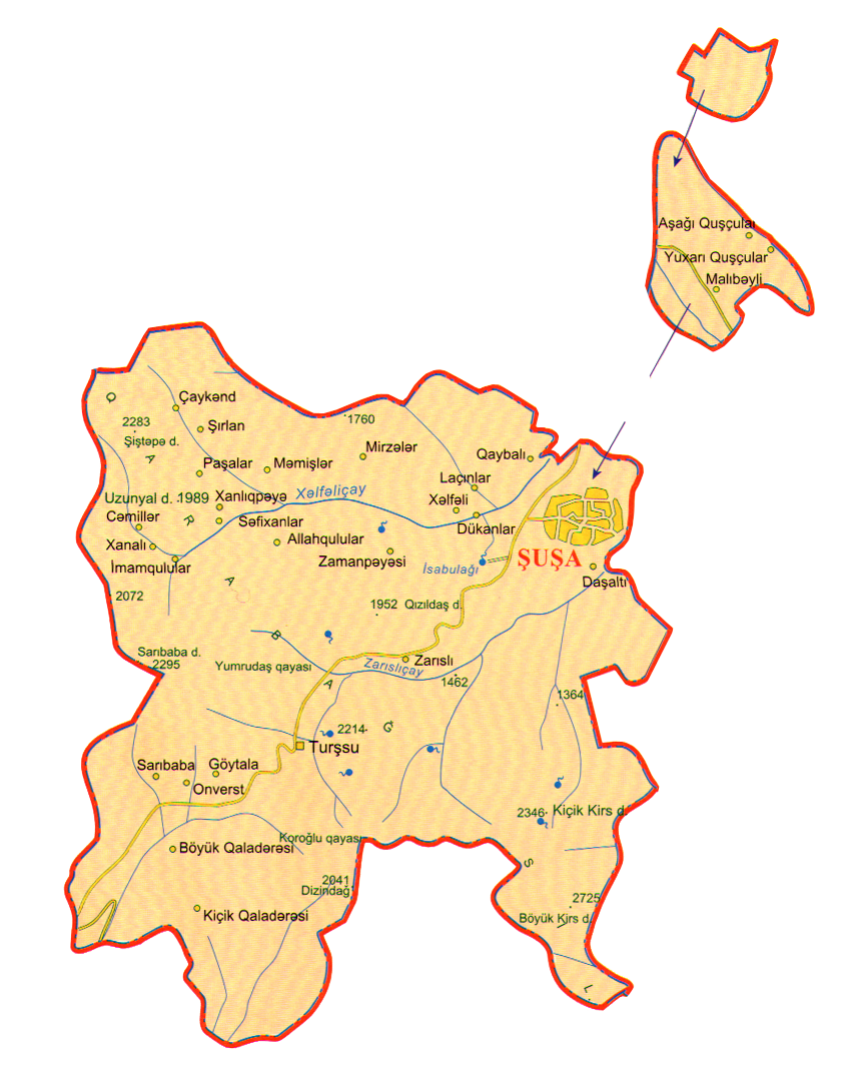 Aşağı Quşçular
Yuxarı Quşçular
Malıbəyli
Q
Çaykənd
2283
Şiştəpə d.
Şırlan
1760
Mirzələr
A
Paşalar
Məmişlər
Qaybalı
Laçınlar
Uzunyal d. 1989
Xanlıqpəyə
Xəlfəliçay
Xəlfəli
Cəmillər
R
Səfixanlar
Dükanlar
Xanalı
Allahqulular
İmamqulular
Zamanpəyəsi
İsabulağı
ŞUŞA
Daşaltı
2072
A
1952 Qızıldaş d.
B
Sarıbaba d.
2295
Yumrudaş qayası
Zarıslıçay
Zarıslı
A
1462
1364
2214
Ğ
Turşsu
Sarıbaba
Göytala
Onverst
2346 Kiçik Kirs d.
Koroğlu qayası
Böyük Qaladərəsi
S
2041
Dizindağ
2725
Kiçik Qaladərəsi
Böyük Kirs d.
L